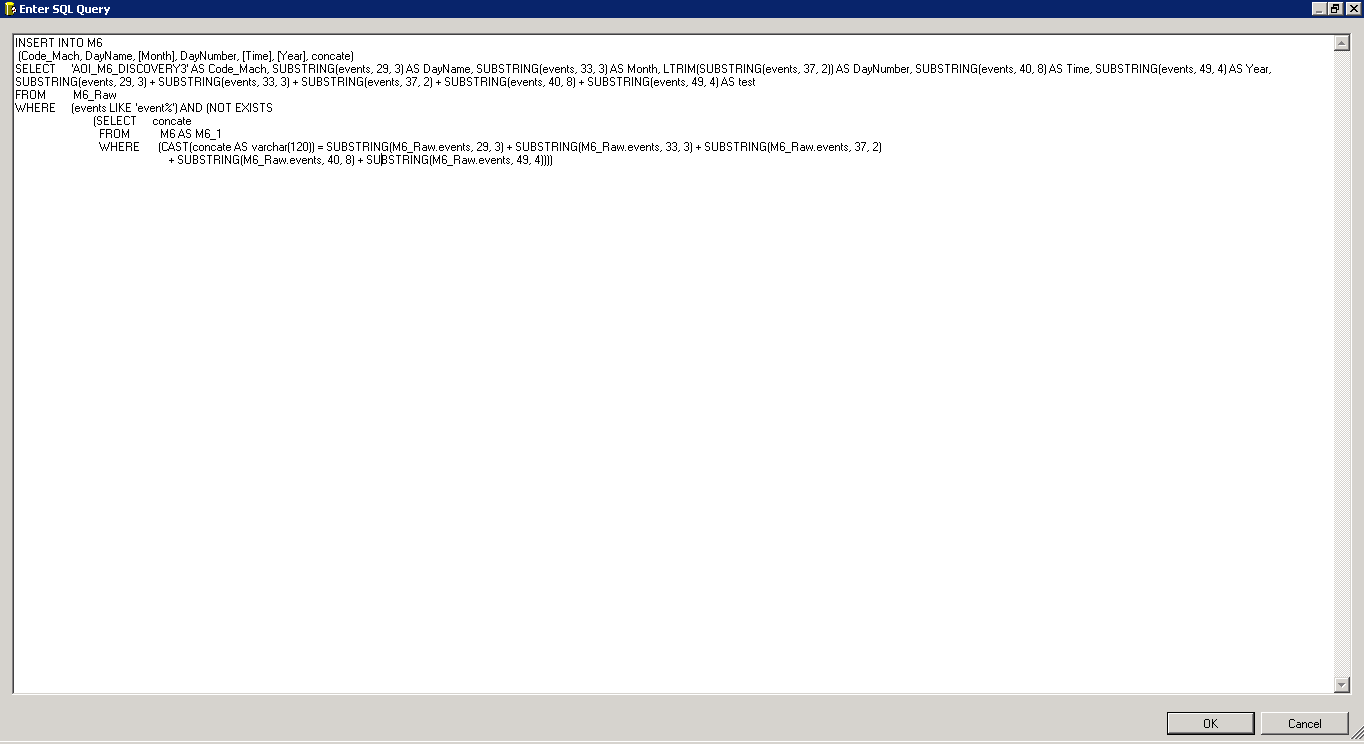 Enter SQL Query
INSERT INTO M6
(Code_Mach, DayName, [Month], DayNumber, [Time], [Year], concate)
SELECT 'AOI_M6_DISCOVERY3' AS Code_Mach, SUBSTRING(events, 29, 3) AS DayName, SUBSTRING(events, 33, 3) AS Month, LTRIM(SUBSTRING(events, 37, 2)) AS DayNumber, SUBSTRING(events, 40, 8) AS Time, SUBSTRING(events, 49, 4) AS Year,
SUBSTRING(events, 29, 3) + SUBSTRING(events, 33, 3) + SUBSTRING(events, 37, 2) + SUBSTRING(events, 40, 8) + SUBSTRING(events, 49, 4) AS test
FROM M6_Raw
WHERE (events LIKE 'event%') AND (NOT EXISTS
(SELECT concate
FROM M6 AS M6_1
WHERE (CAST(concate AS varchar(120)) = SUBSTRING(M6_Raw.events, 29, 3) + SUBSTRING(M6_Raw.events, 33, 3) + SUBSTRING(M6_Raw.events, 37, 2)
+ SUBSTRING(M6_Raw.events, 40, 8) + SUBSTRING(M6_Raw.events, 49, 4))))
OK Cancel